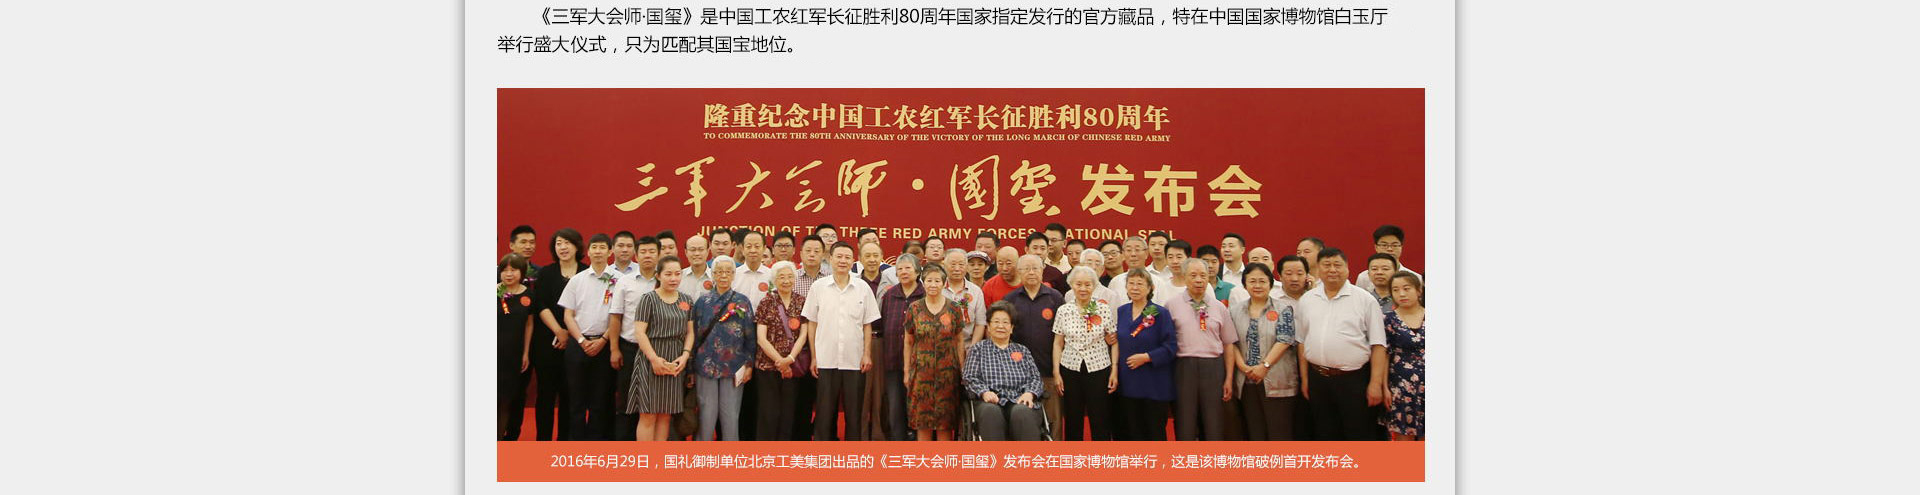 《三军大会师·国玺》是中国工农红军长征胜利80周年国家指定发行的官方藏品，特在中国国家博物馆白玉厅
举行盛大仪式，只为匹配其国宝地位。
隆重纪念中国工农红军长征胜利80周年
TO COMMEMORATE THE 80TH ANNIVERSARY OF THE VICTORY OF THE LONG MARCH OF CHINESE RED ARMY
三军大会师·国玺发布会
JUNCTION OF THE THREE RED ARMY FORCES NATIONAL SEAL
2016年6月29日，国礼御制单位北京工美集团出品的《三军大会师·国玺》发布会在国家博物馆举行，这是该博物馆破例首开发布会。